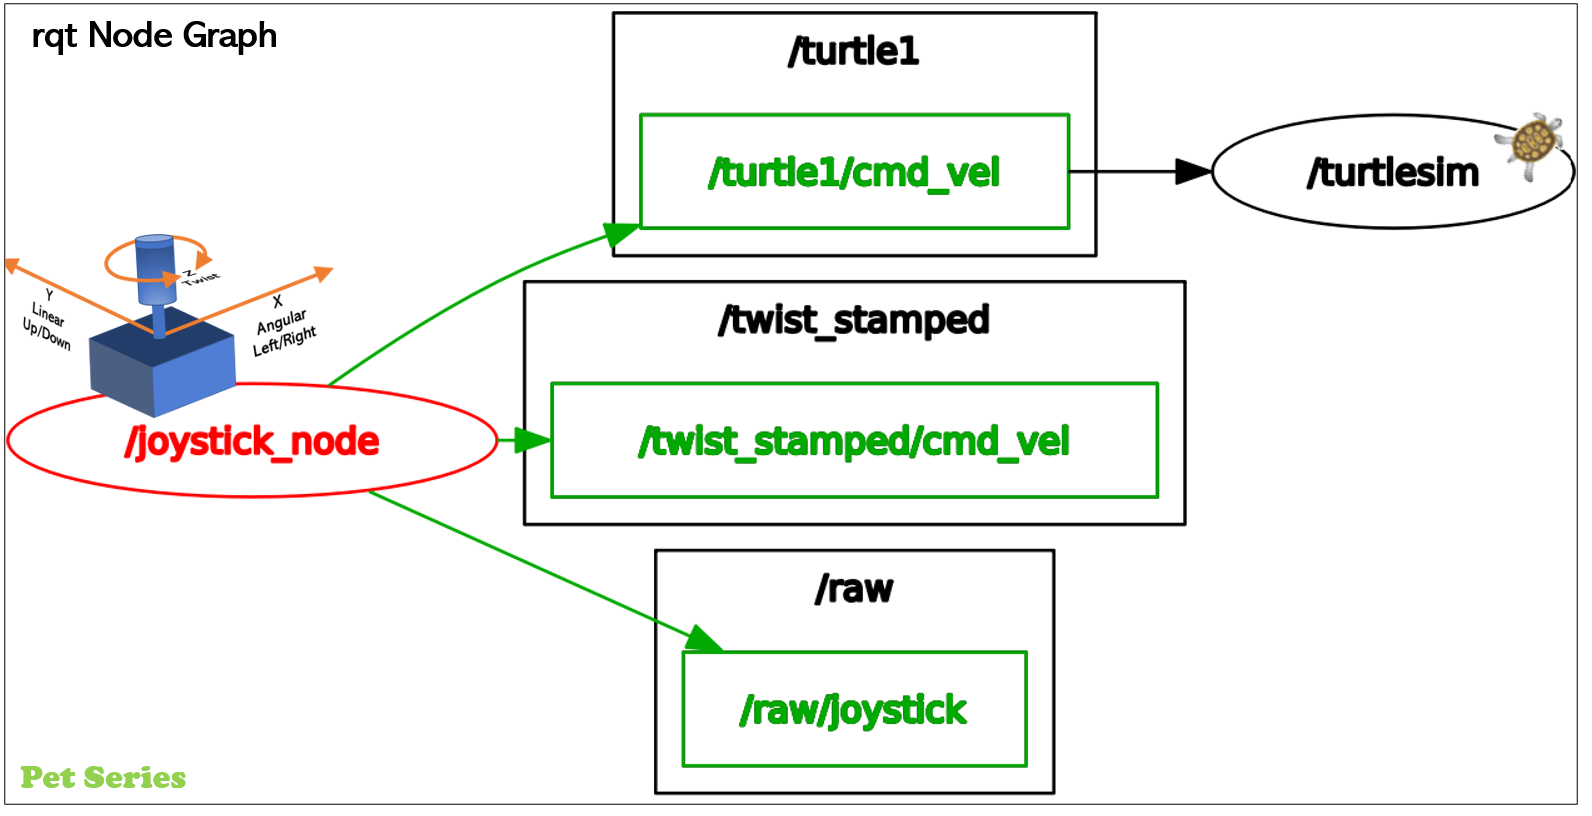 rqt Node Graph
/turtle1
/turtle1/cmd_vel
/turtlesim
Z
Twist
Y
Linear
Up/Down
X
Angular
Left/Right
/twist_stamped
/joystick_node
/twist_stamped/cmd_vel
/raw
/raw/joystick
Pet Series